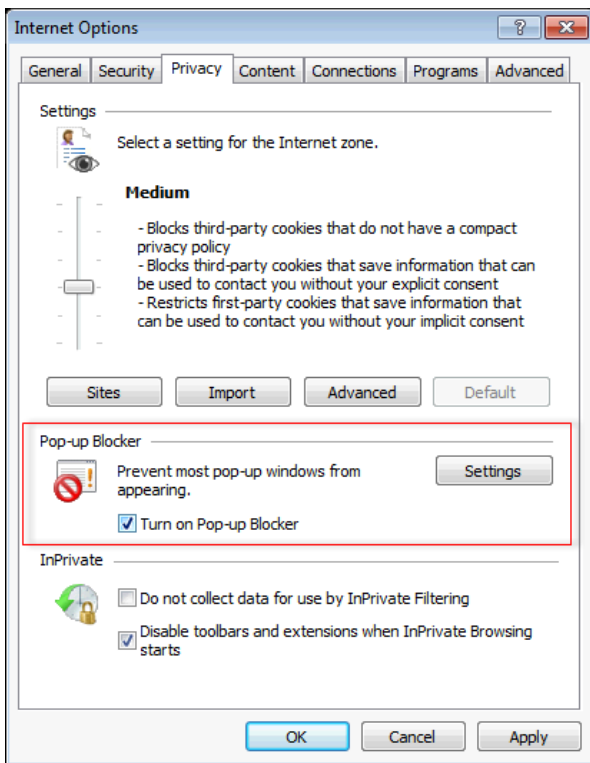 Internet Options
General Security Privacy Content Connections Programs Advanced
Settings
Select a setting for the Internet zone.
Medium
- Blocks third-party cookies that do not have a compact
privacy policy
- Blocks third-party cookies that save information that can
be used to contact you without your explicit consent
- Restricts first-party cookies that save information that
can be used to contact you without your implicit consent
Sites Import Advanced Default
Pop-up Blocker
Prevent most pop-up windows from
appearing.
Settings
Turn on Pop-up Blocker
InPrivate
Do not collect data for use by InPrivate Filtering
Disable toolbars and extensions when InPrivate Browsing
starts
OK Cancel Apply